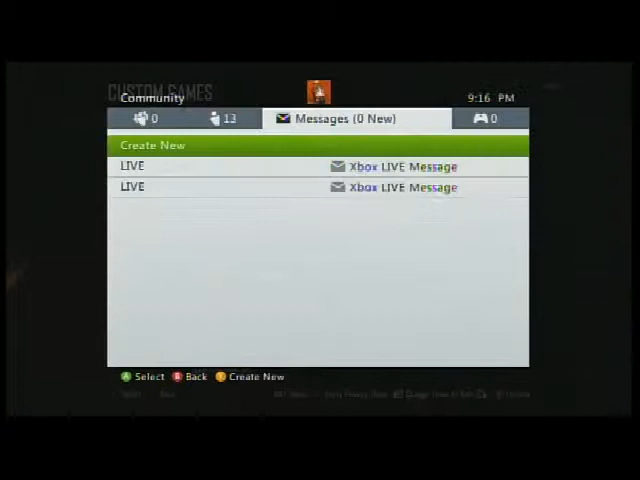 CUSTOM GAMES
Community
9:16 PM
0
13
Messages (0 New)
0
Create New
LIVE Xbox LIVE Message
LIVE Xbox LIVE Message
A Select B Back Y Create New